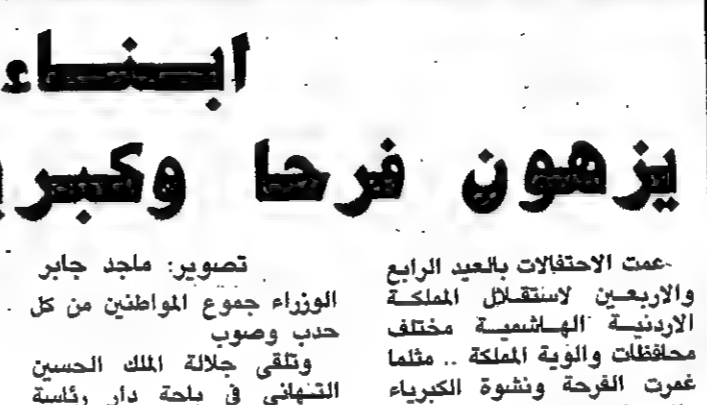 ابناء
يزهون فرحا
عمت الاحتفالات بالعيد الرابع
والاربعين لاستقلال المملكة
الاردنية الهاشمية مختلف
محافظات والوية المملكة .. مثلما
غمرت الفرحة ونشوة الكبرياء
تصوير: ماجد جابر
الوزراء جموع المواطنين من كل
حدب وصوب
وتلقى جلالة الملك الحسين
التهاني في باحة دار رئاسة